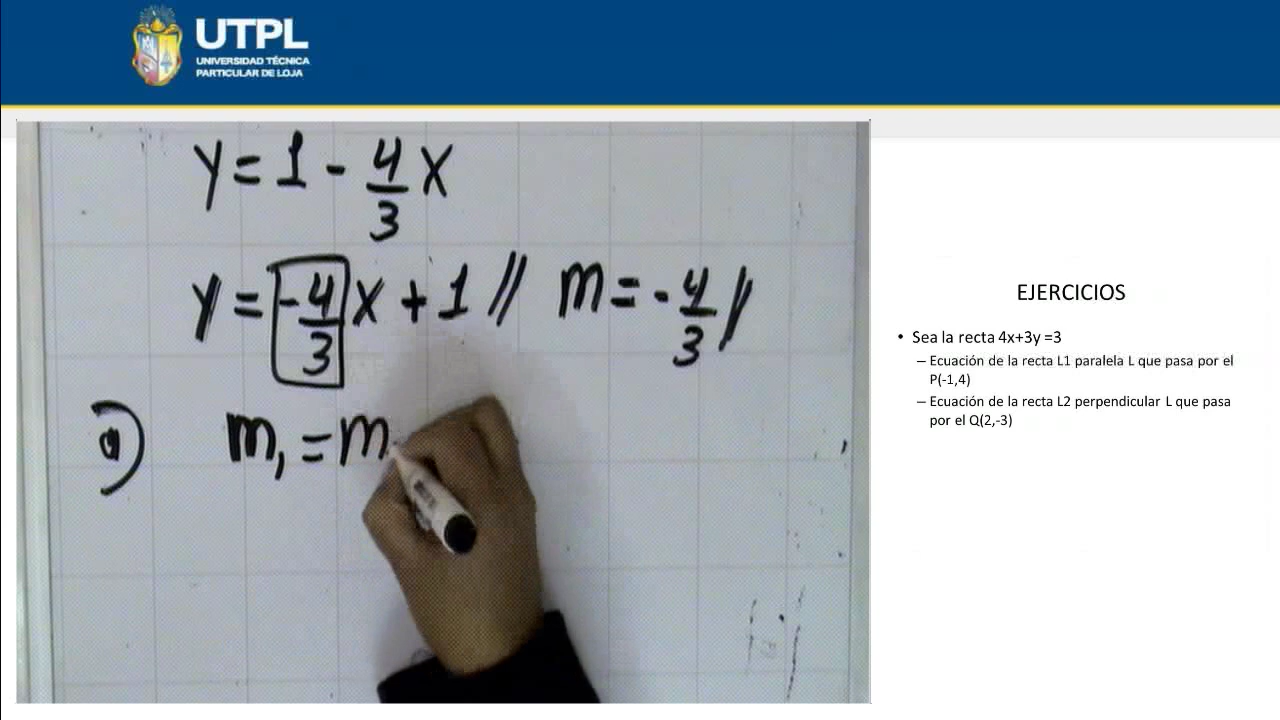 UTPL
UNIVERSIDAD TÉCNICA
PARTICULAR DE LOJA
y = 1 - 4/3 x
y = -4/3 x + 1 // m = -4/3 //
a) m₁ = m
EJERCICIOS
• Sea la recta 4x+3y =3
– Ecuación de la recta L1 paralela L que pasa por el
P(-1,4)
– Ecuación de la recta L2 perpendicular L que pasa
por el Q(2,-3)